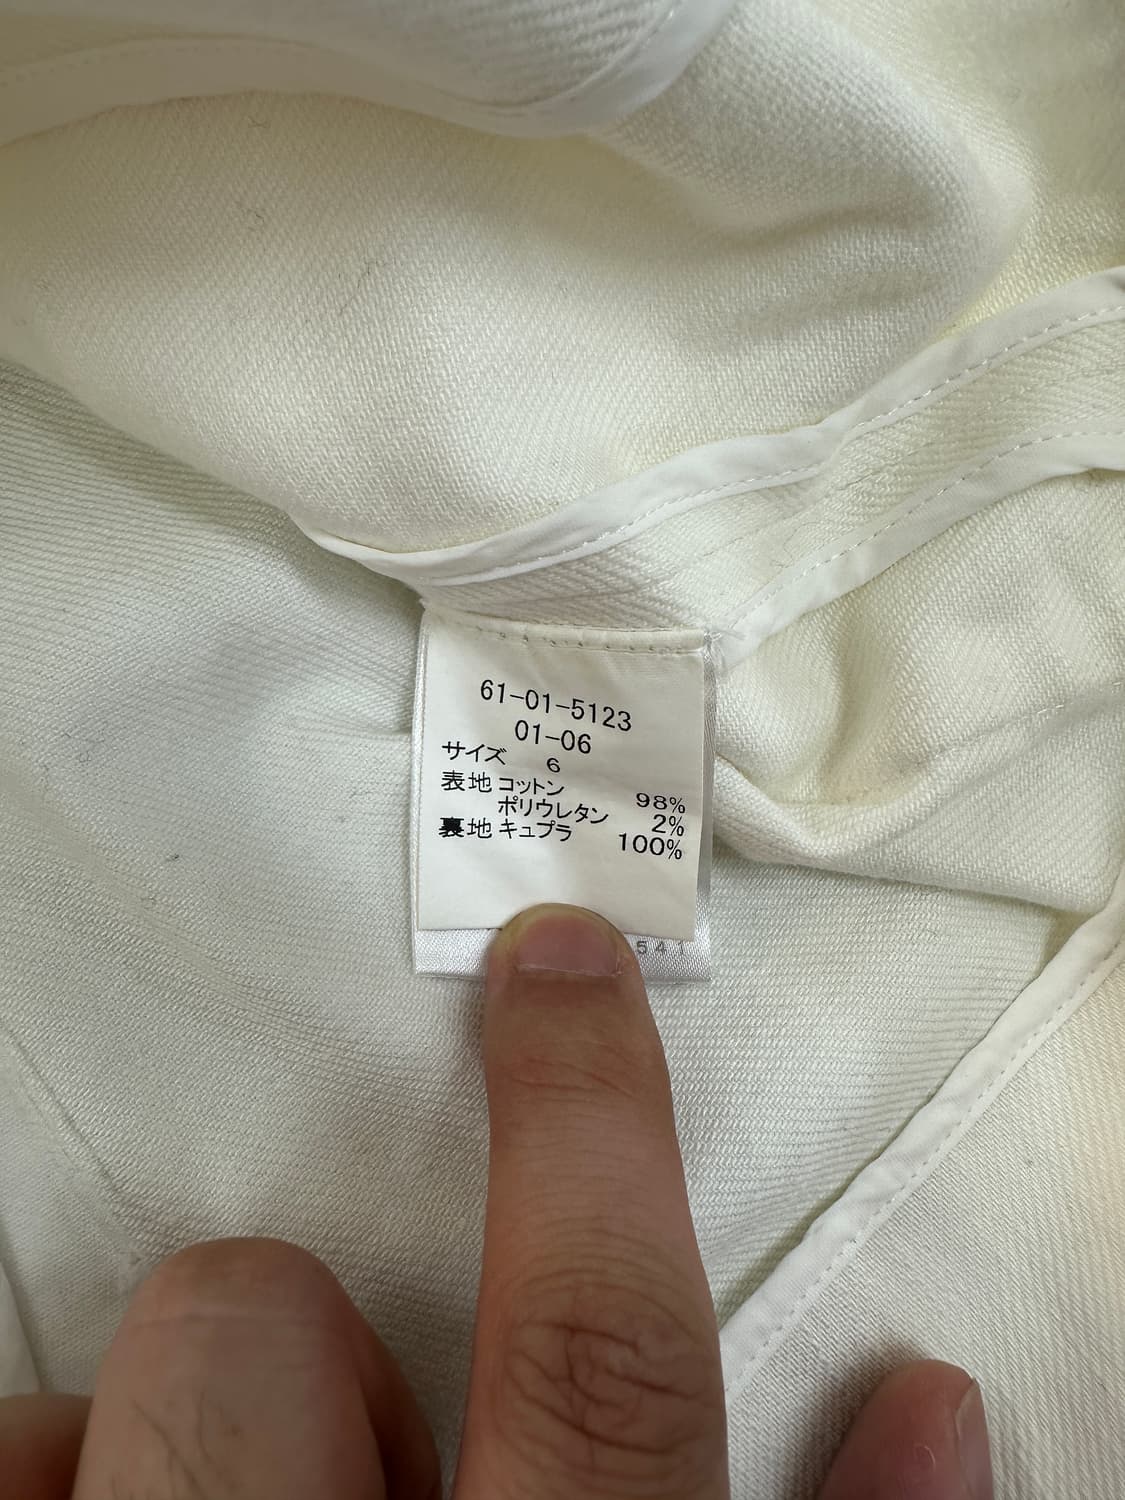 61-01-5123
01-06
サイズ 6
表地 コットン 98%
ポリウレタン 2%
裏地 キュプラ 100%
541